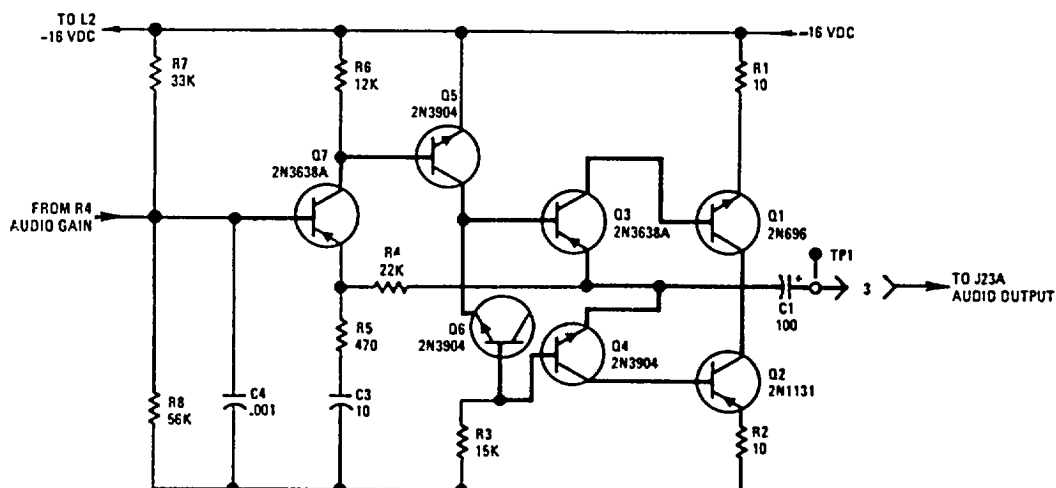 TO L2
-16 VDC
-16 VDC
R7
33K
R6
12K
Q5
2N3904
R1
10
Q7
2N3638A
FROM R4
AUDIO GAIN
Q3
2N3638A
Q1
2N696
R4
22K
TP1
C1
100
+
3
TO J23A
AUDIO OUTPUT
R5
470
Q6
2N3904
Q4
2N3904
Q2
2N1131
R8
56K
C4
.001
C3
10
R3
15K
R2
10